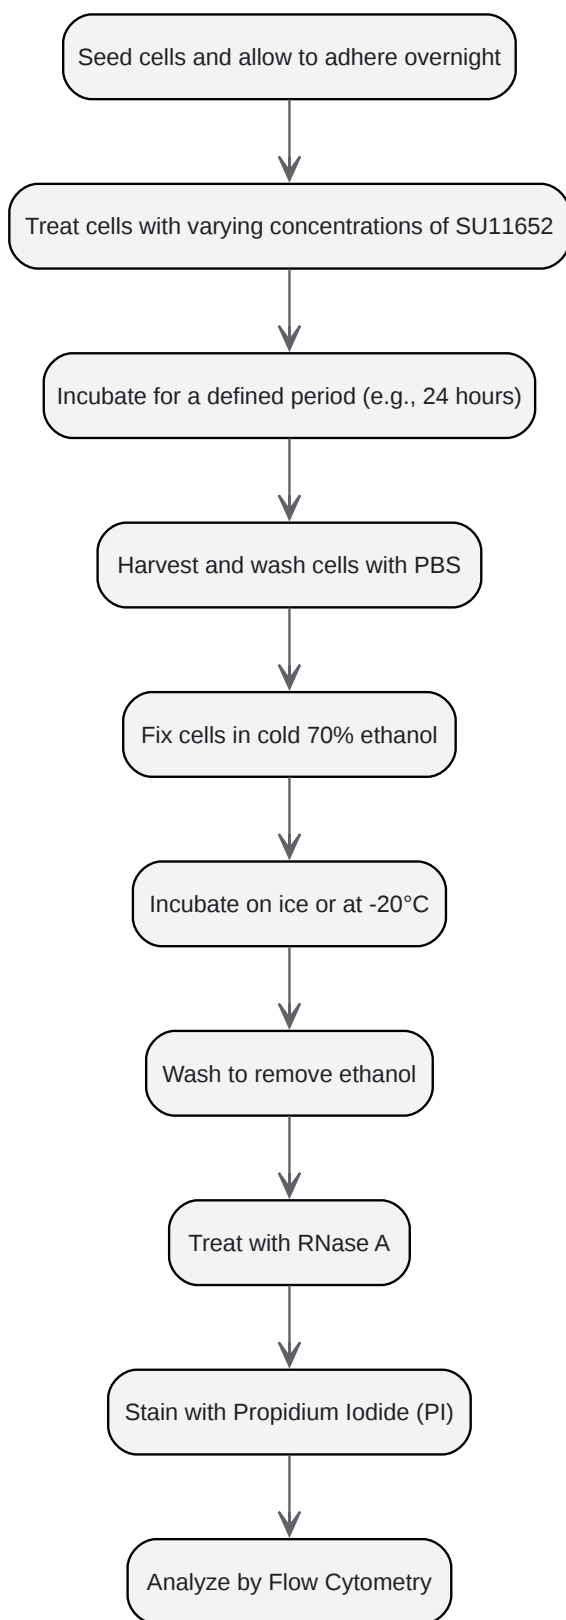 Seed cells and allow to adhere overnight
Treat cells with varying concentrations of SU11652
Incubate for a defined period (e.g., 24 hours)
Harvest and wash cells with PBS
Fix cells in cold 70% ethanol
Incubate on ice or at -20°C
Wash to remove ethanol
Treat with RNase A
Stain with Propidium Iodide (PI)
Analyze by Flow Cytometry